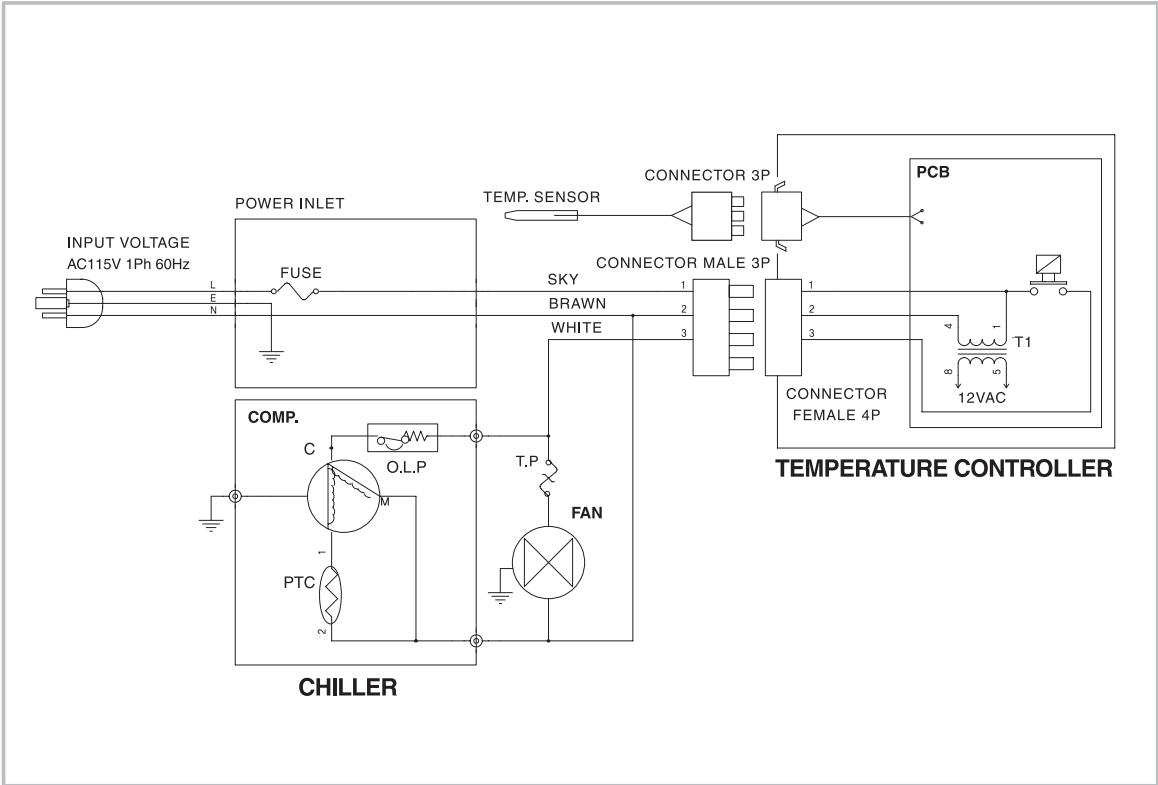 POWER INLET
INPUT VOLTAGE
AC115V 1Ph 60Hz
FUSE
L
E
N
TEMP. SENSOR
CONNECTOR 3P
CONNECTOR MALE 3P
SKY
BRAWN
WHITE
1
2
3
1
2
3
PCB
4
1
T1
8
5
12VAC
CONNECTOR
FEMALE 4P
TEMPERATURE CONTROLLER
COMP.
C
O.L.P
M
1
PTC
2
T.P
FAN
CHILLER